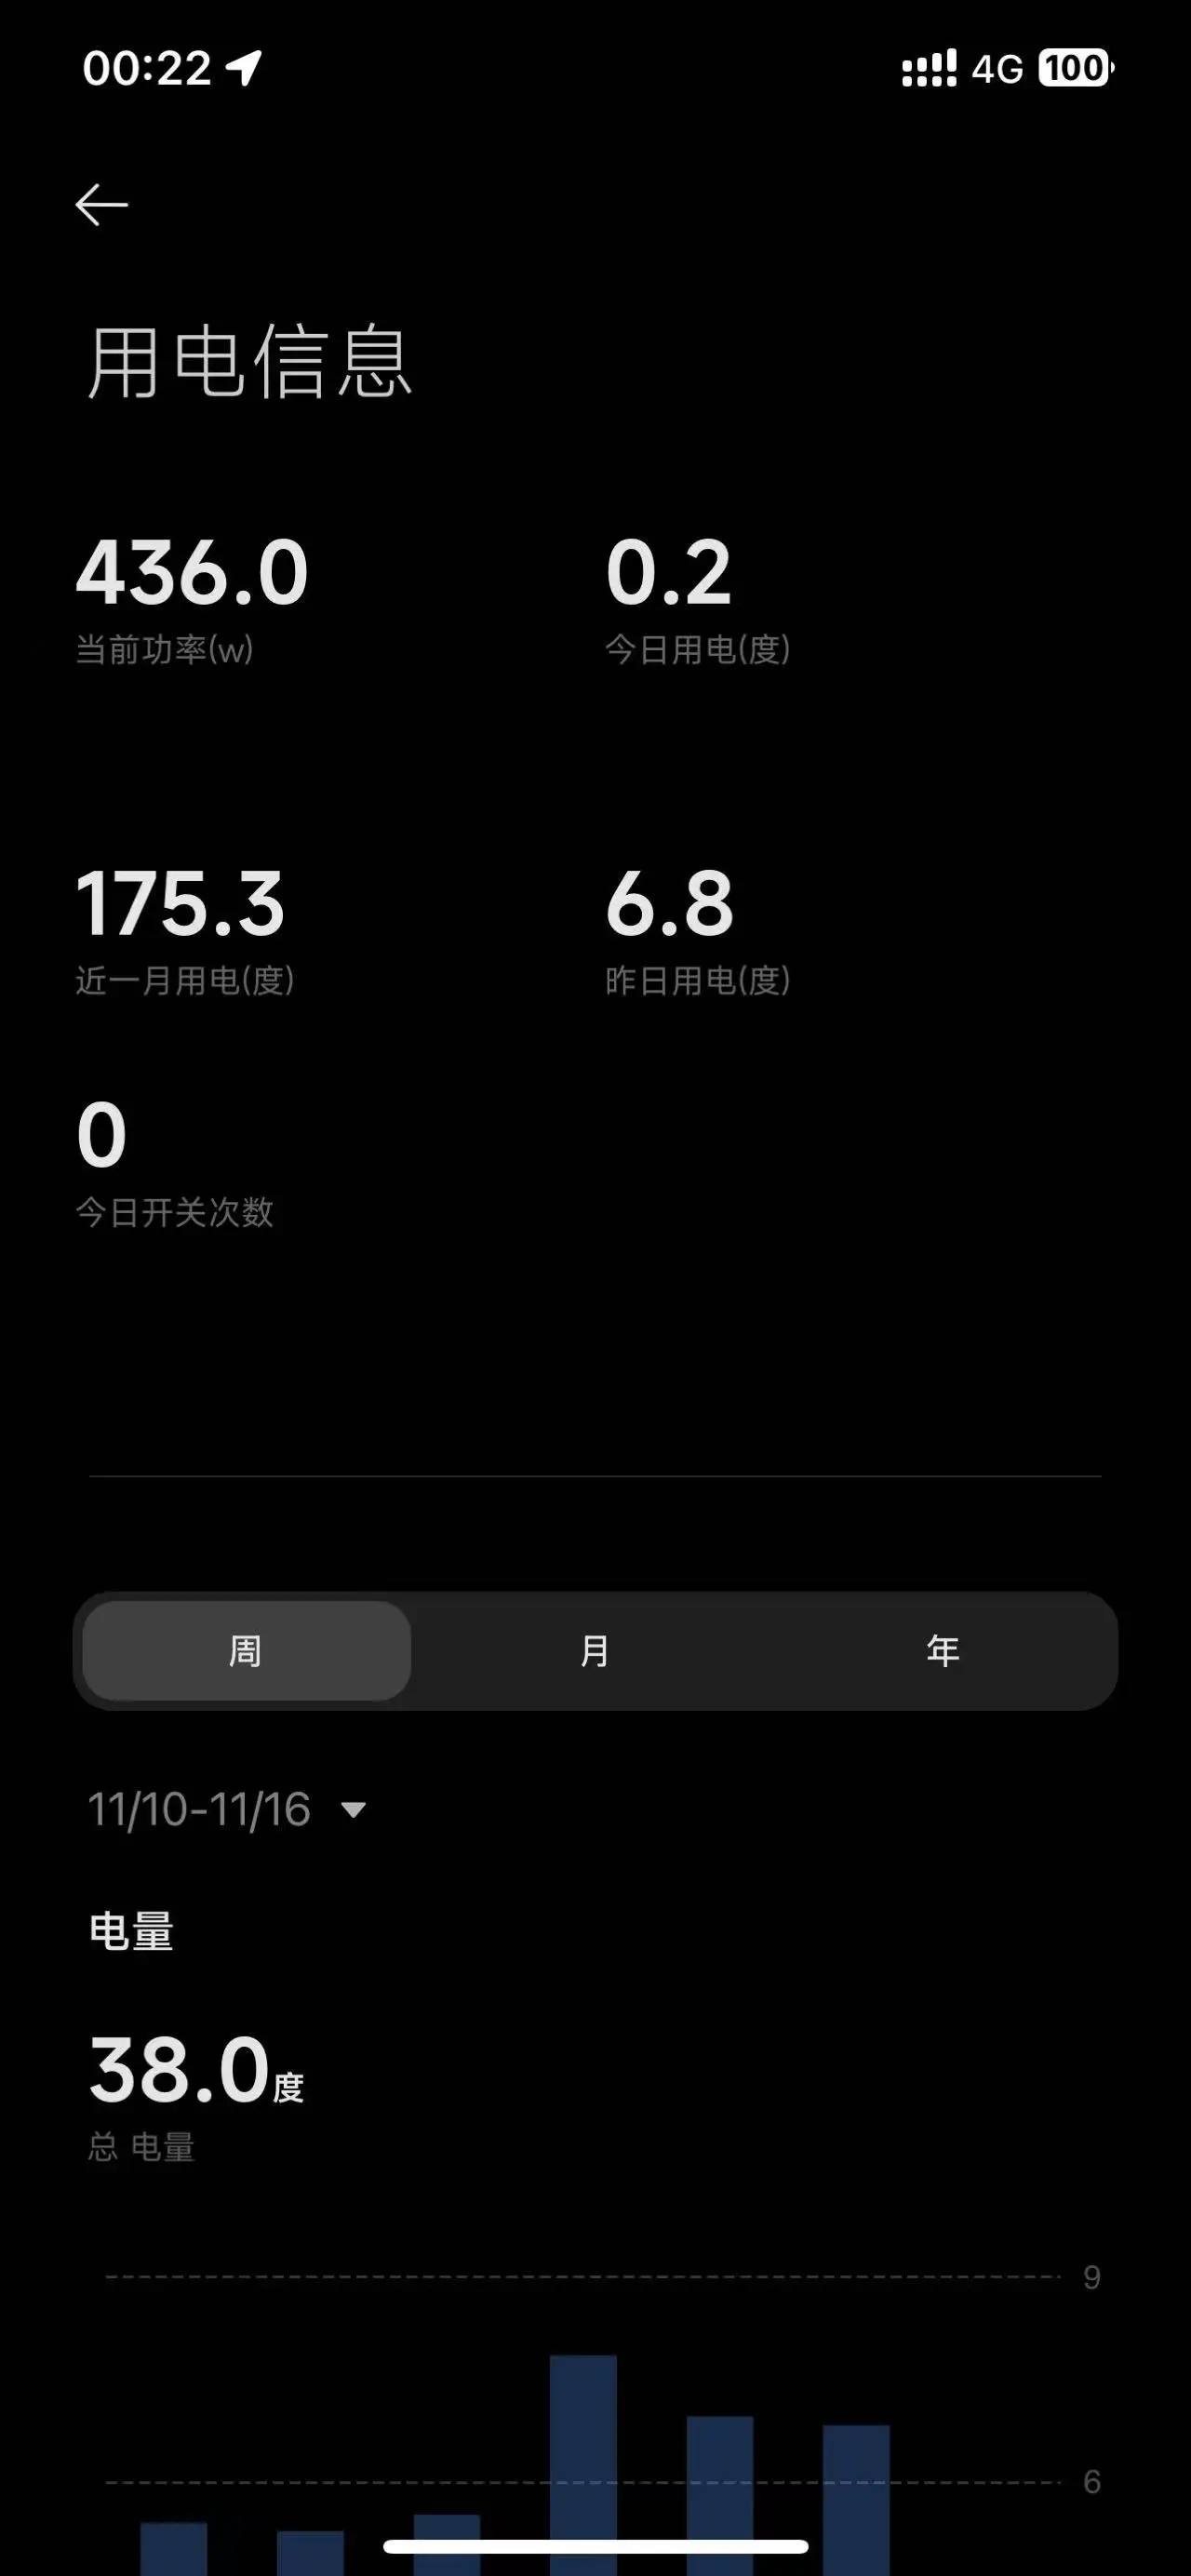 00:22 4G 100
用电信息
436.0 0.2
当前功率(w) 今日用电(度)
175.3 6.8
近一月用电(度) 昨日用电(度)
0
今日开关次数
周 月 年
11/10-11/16
电量
38.0度
总 电量
9
6